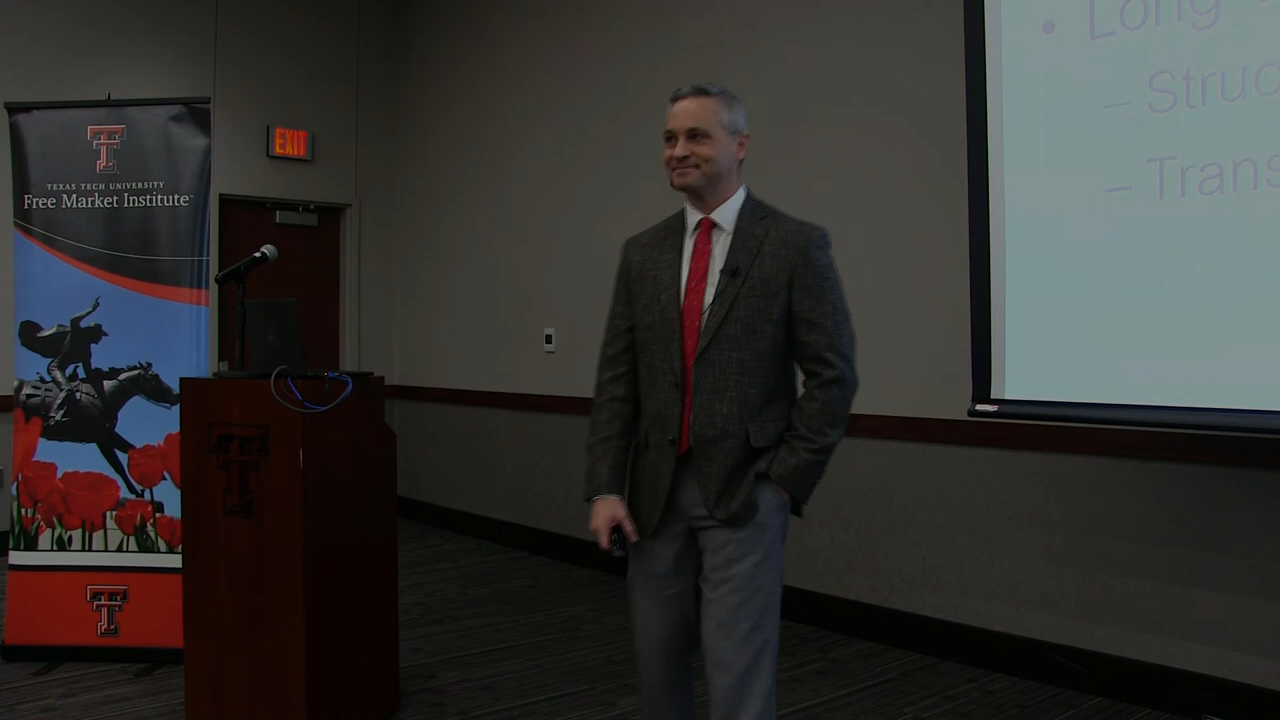 TEXAS TECH UNIVERSITY
Free Market Institute
EXIT
• Long
– Struc
– Trans